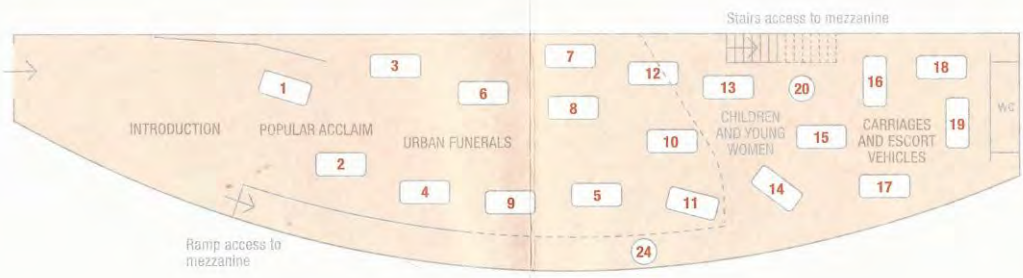 Stairs access to mezzanine
7
3
18
12
16
1
13
20
6
WC
8
CHILDREN
AND YOUNG
WOMEN
CARRIAGES
AND ESCORT
VEHICLES
19
INTRODUCTION
POPULAR ACCLAIM
15
URBAN FUNERALS
10
2
14
17
4
5
9
11
Ramp access to
mezzanine
24